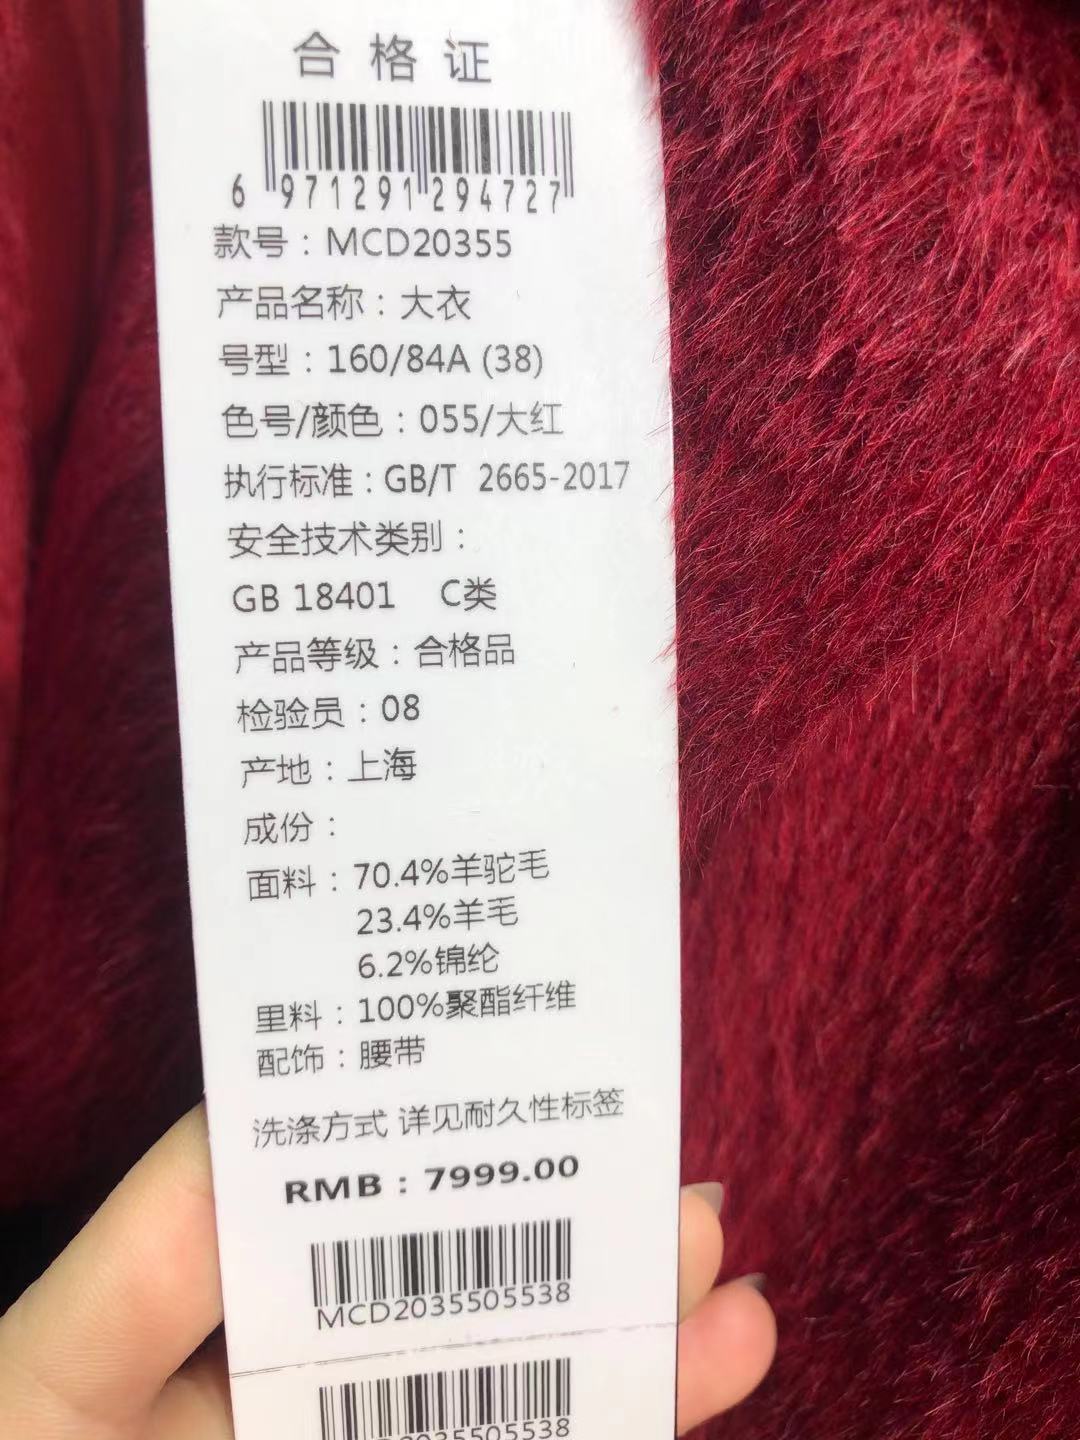 合格证
6 971291 294727
款号：MCD20355
产品名称：大衣
号型：160/84A (38)
色号/颜色：055/大红
执行标准：GB/T 2665-2017
安全技术类别：
GB 18401 C类
产品等级：合格品
检验员：08
产地：上海
成份：
面料：70.4%羊驼毛
23.4%羊毛
6.2%锦纶
里料：100%聚酯纤维
配饰：腰带
洗涤方式 详见耐久性标签
RMB：7999.00
MCD2035505538
D2035505538